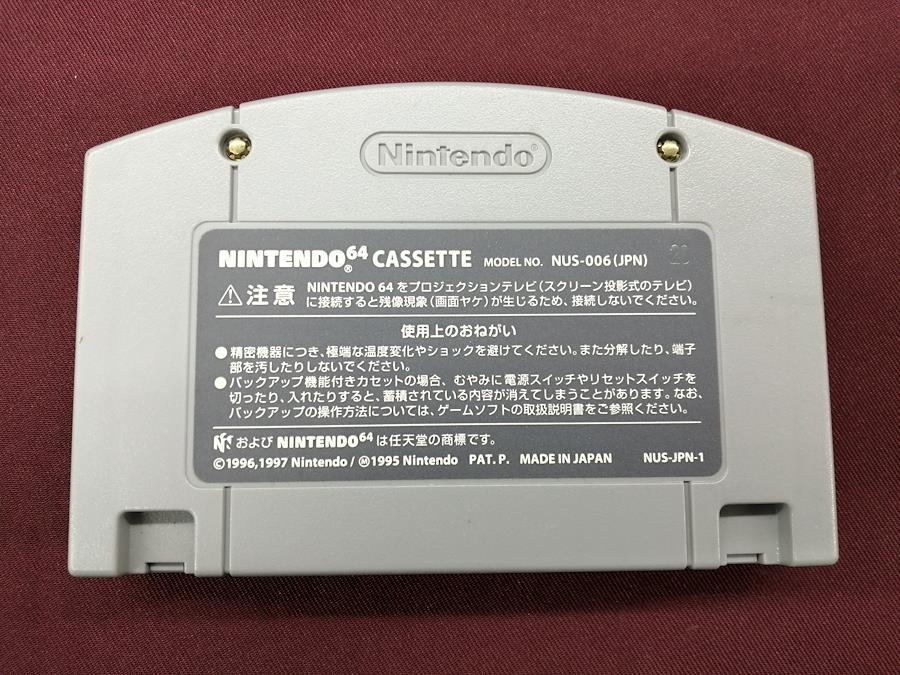 Nintendo®
NINTENDO64® CASSETTE MODEL NO. NUS-006(JPN)
⚠注意 NINTENDO 64 をプロジェクションテレビ(スクリーン投影式のテレビ)
に接続すると残像現象(画面ヤケ)が生じるため、接続しないでください。
使用上のおねがい
●精密機器につき、極端な温度変化やショックを避けてください。また分解したり、端子
部を汚したりしないでください。
●バックアップ機能付きカセットの場合、むやみに電源スイッチやリセットスイッチを
切ったり、入れたりすると、蓄積されている内容が消えてしまうことがあります。なお、
バックアップの操作方法については、ゲームソフトの取扱説明書をご参照ください。
および NINTENDO64 は任天堂の商標です。
©1996,1997 Nintendo / Ⓜ1995 Nintendo PAT. P. MADE IN JAPAN NUS-JPN-1